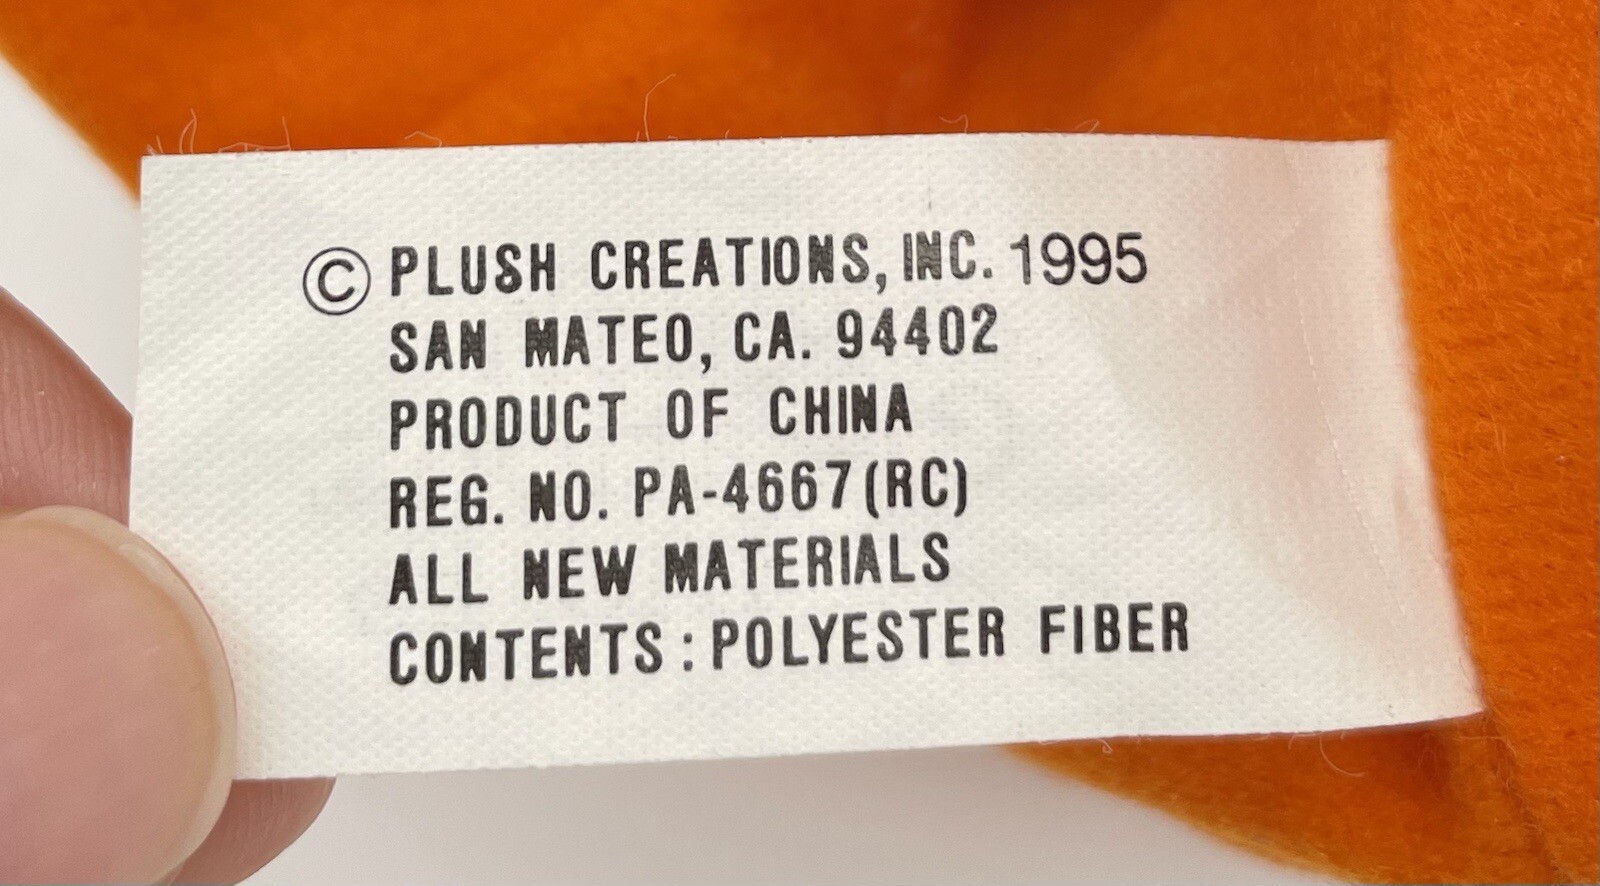 © PLUSH CREATIONS, INC. 1995
SAN MATEO, CA. 94402
PRODUCT OF CHINA
REG. NO. PA-4667(RC)
ALL NEW MATERIALS
CONTENTS : POLYESTER FIBER